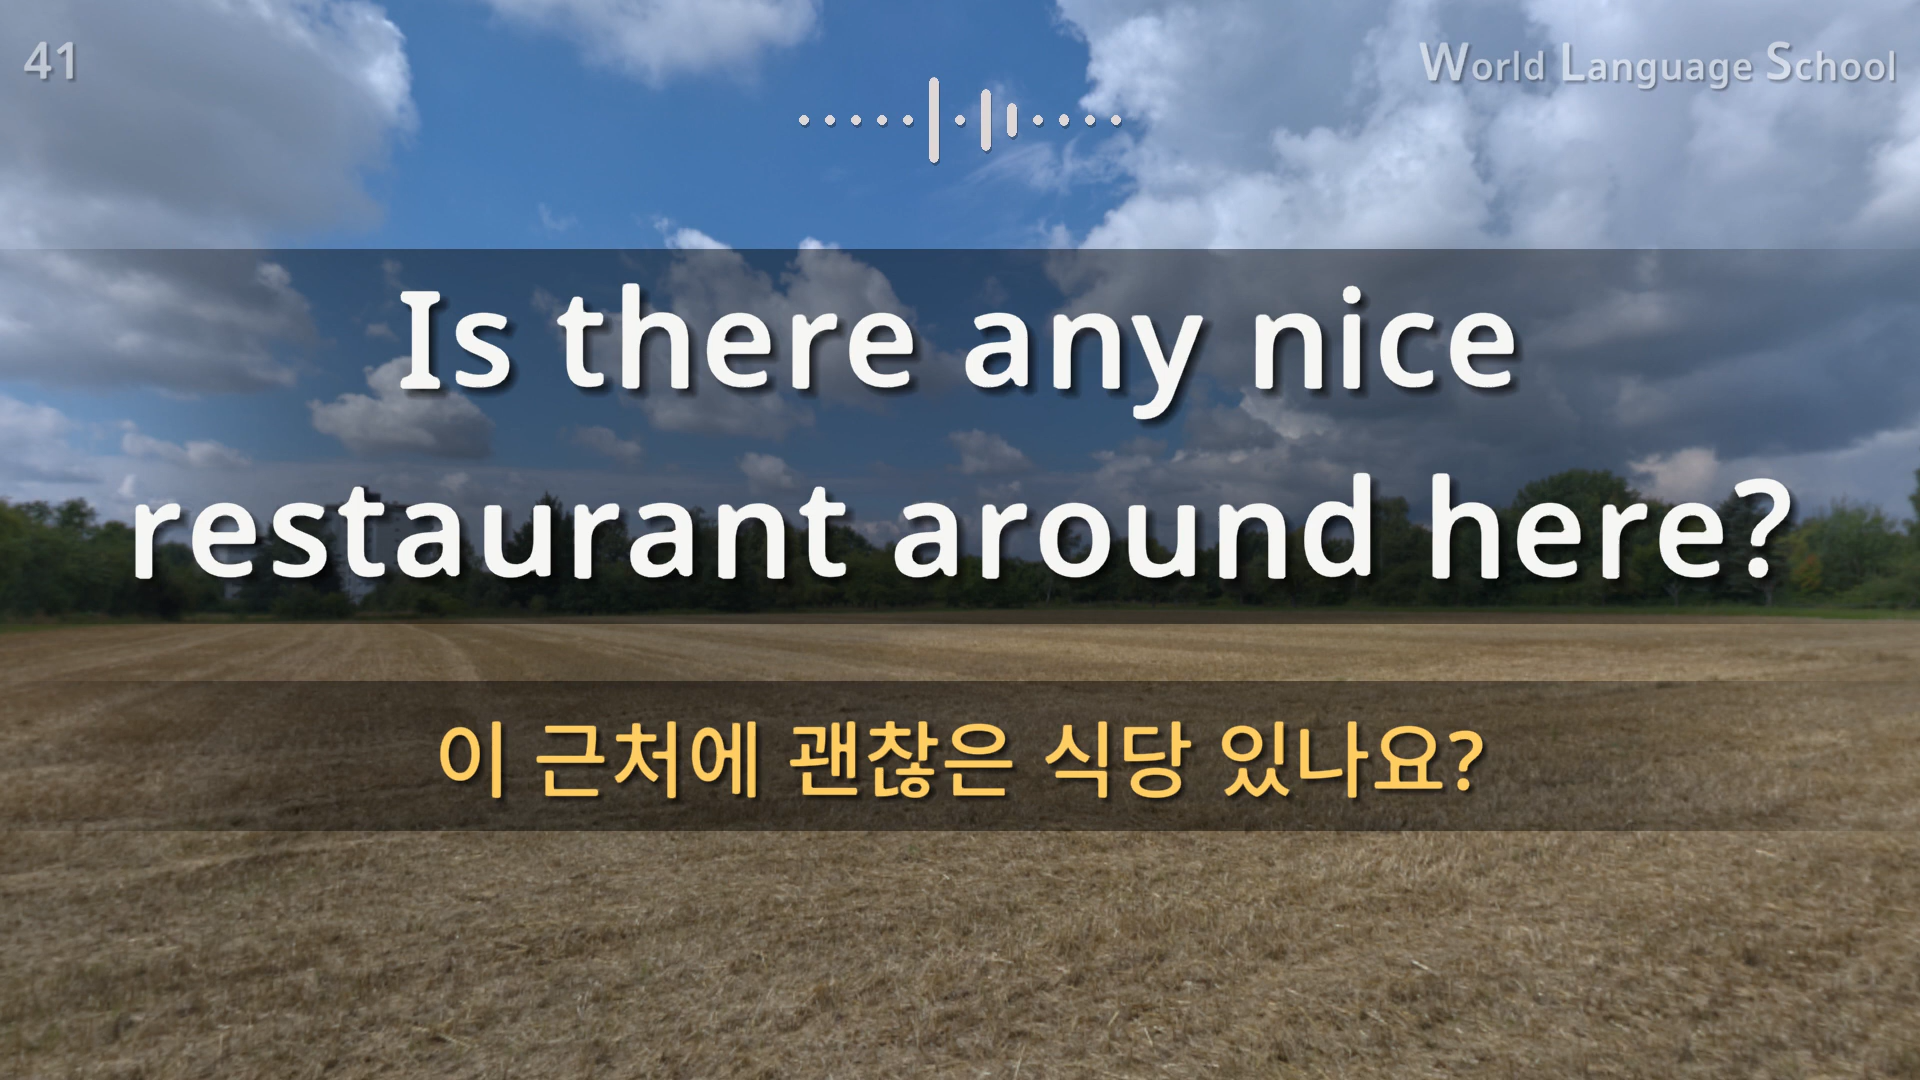 41
World Language School
Is there any nice
restaurant around here?
이 근처에 괜찮은 식당 있나요?